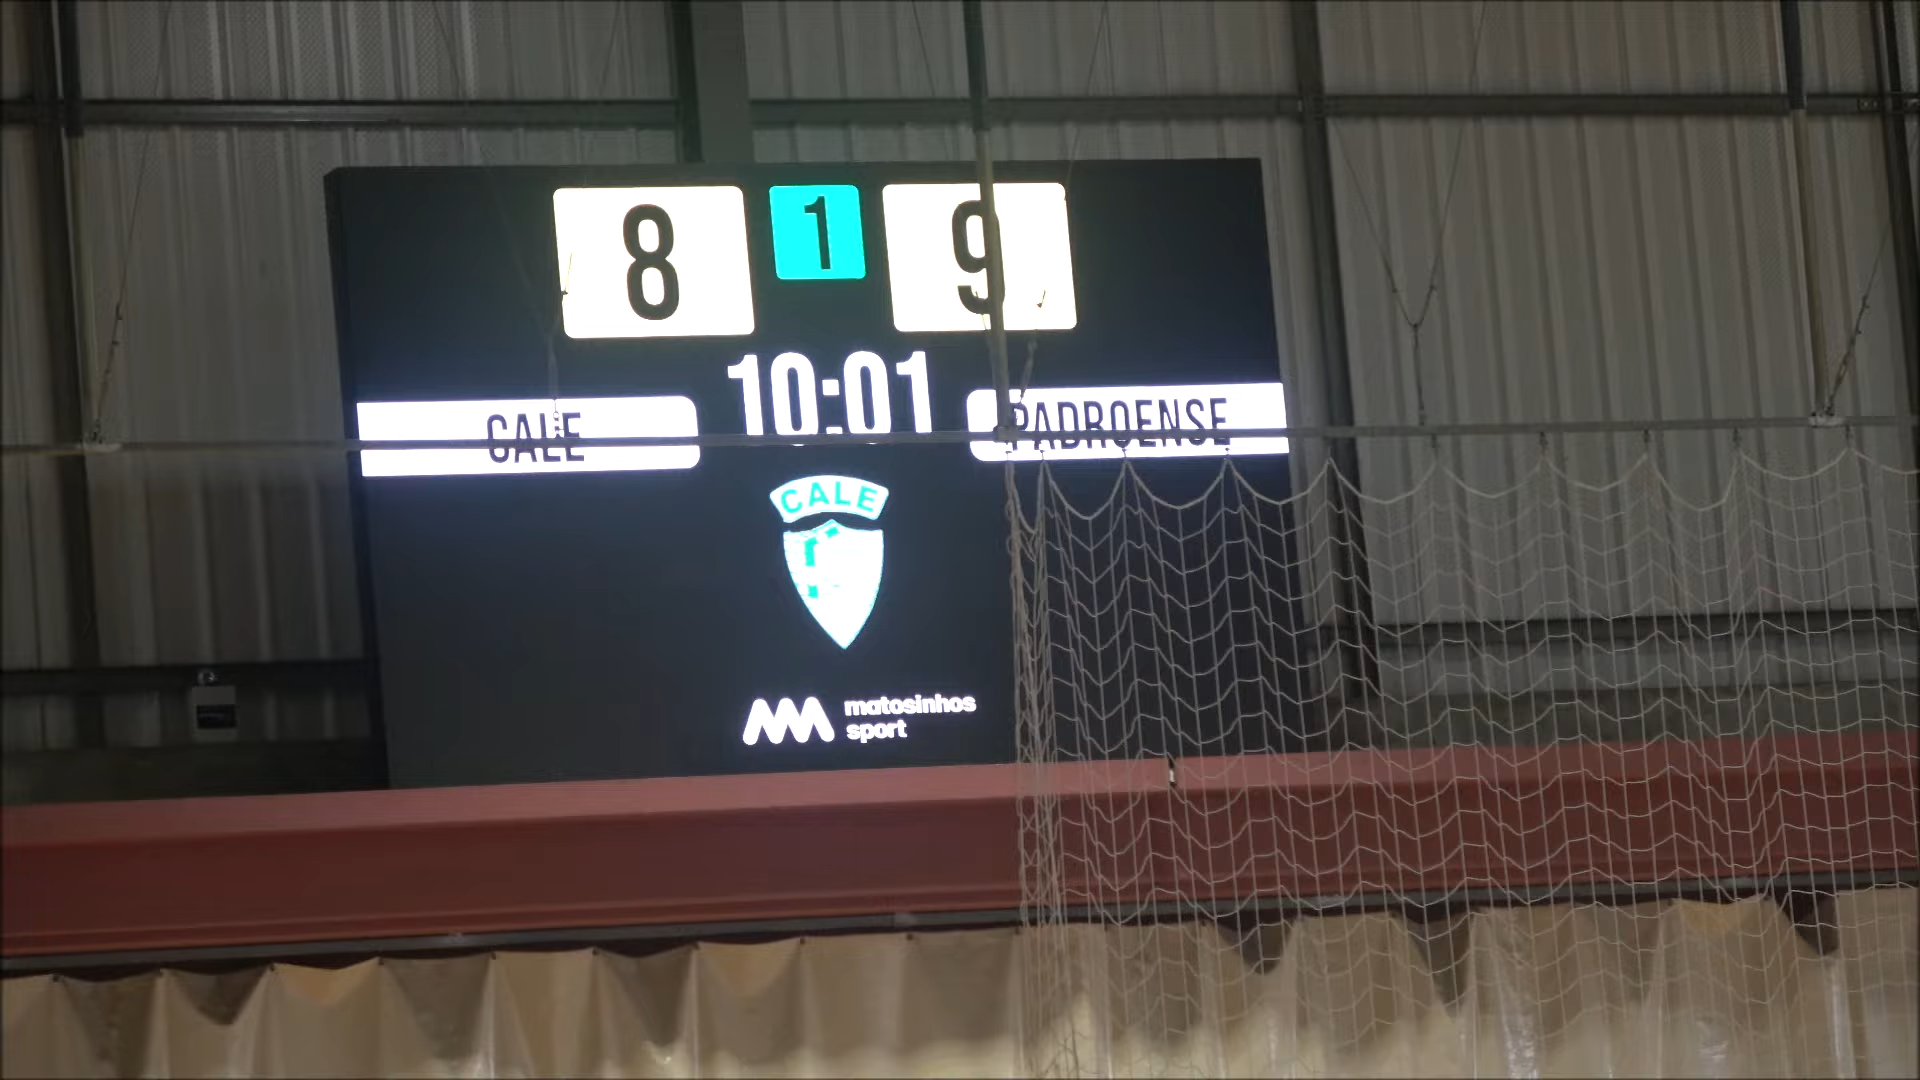 8 1 9
10:01
CALE PADROENSE
CALE
matosinhos
sport